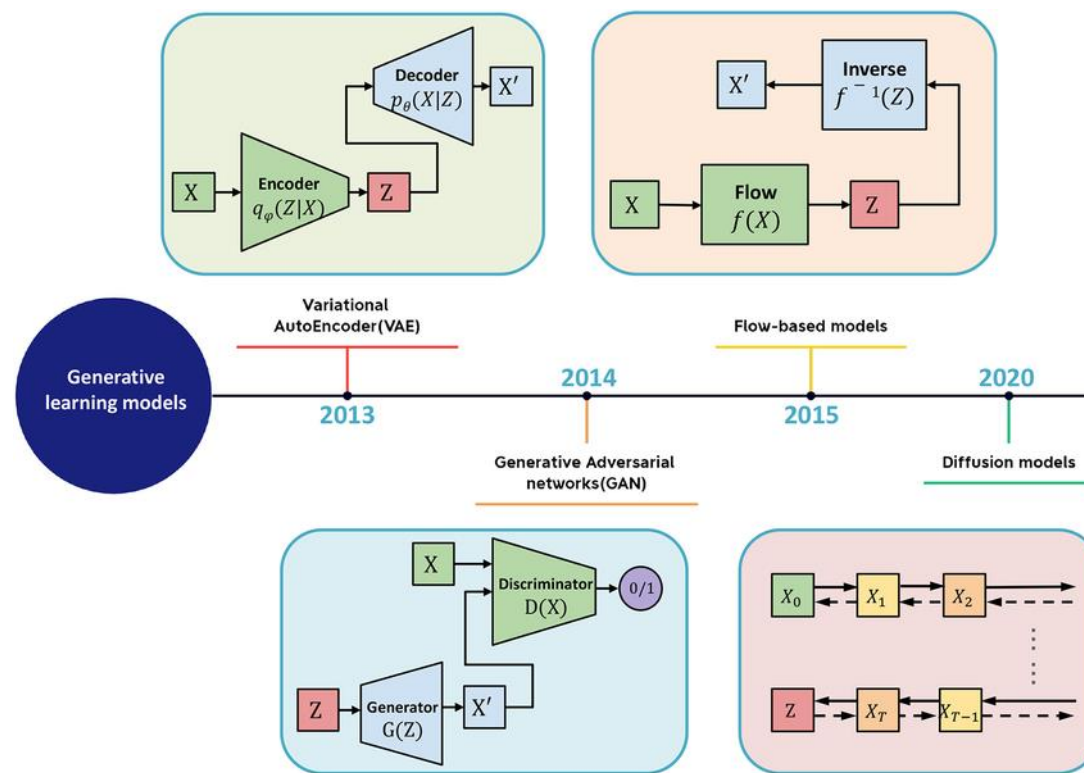 Decoder
pθ(X|Z)
X′
X
Encoder
qφ(Z|X)
Z
Inverse
f⁻¹(Z)
X′
X
Flow
f(X)
Z
Generative
learning models
Variational
AutoEncoder(VAE)
2013
2014
Generative Adversarial
networks(GAN)
Flow-based models
2015
2020
Diffusion models
X
Discriminator
D(X)
0/1
Z
Generator
G(Z)
X′
X₀ X₁ X₂
Z X_T X_T−1